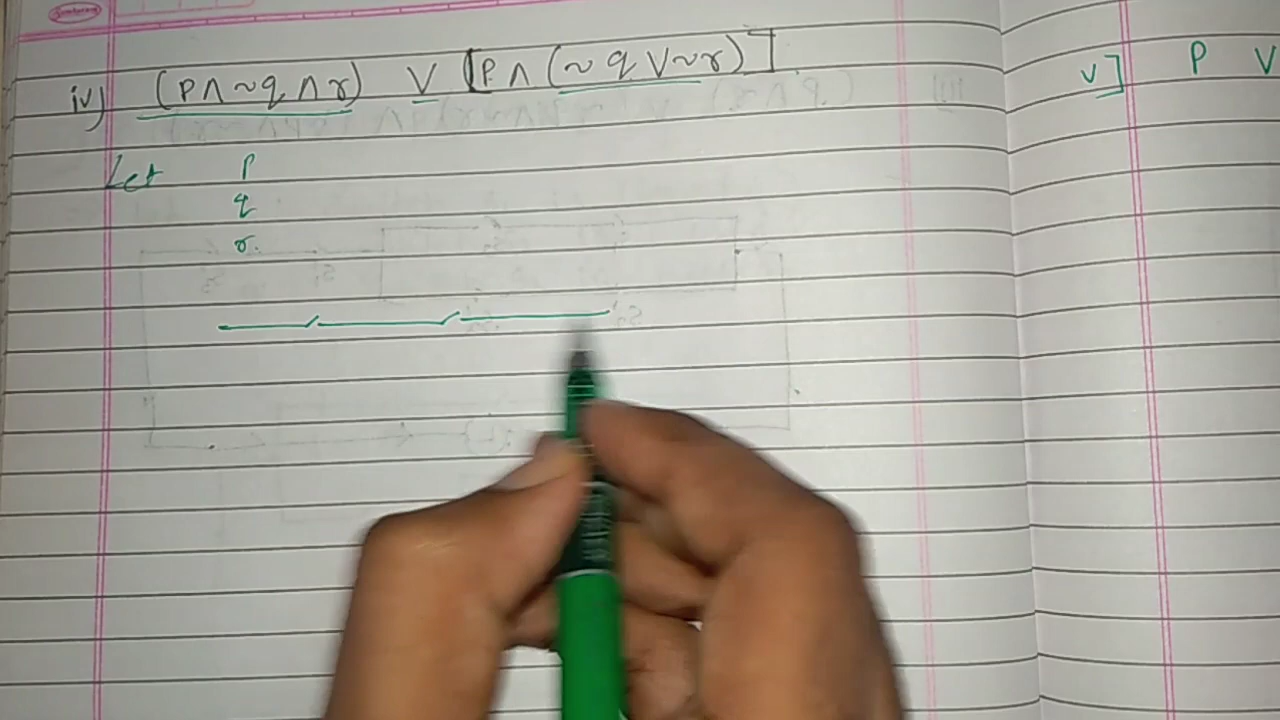 iv) (p ∧ ~q ∧ r) ∨ [p ∧ (~q ∨ ~r)]
Let p
q
r.
v] p ∨